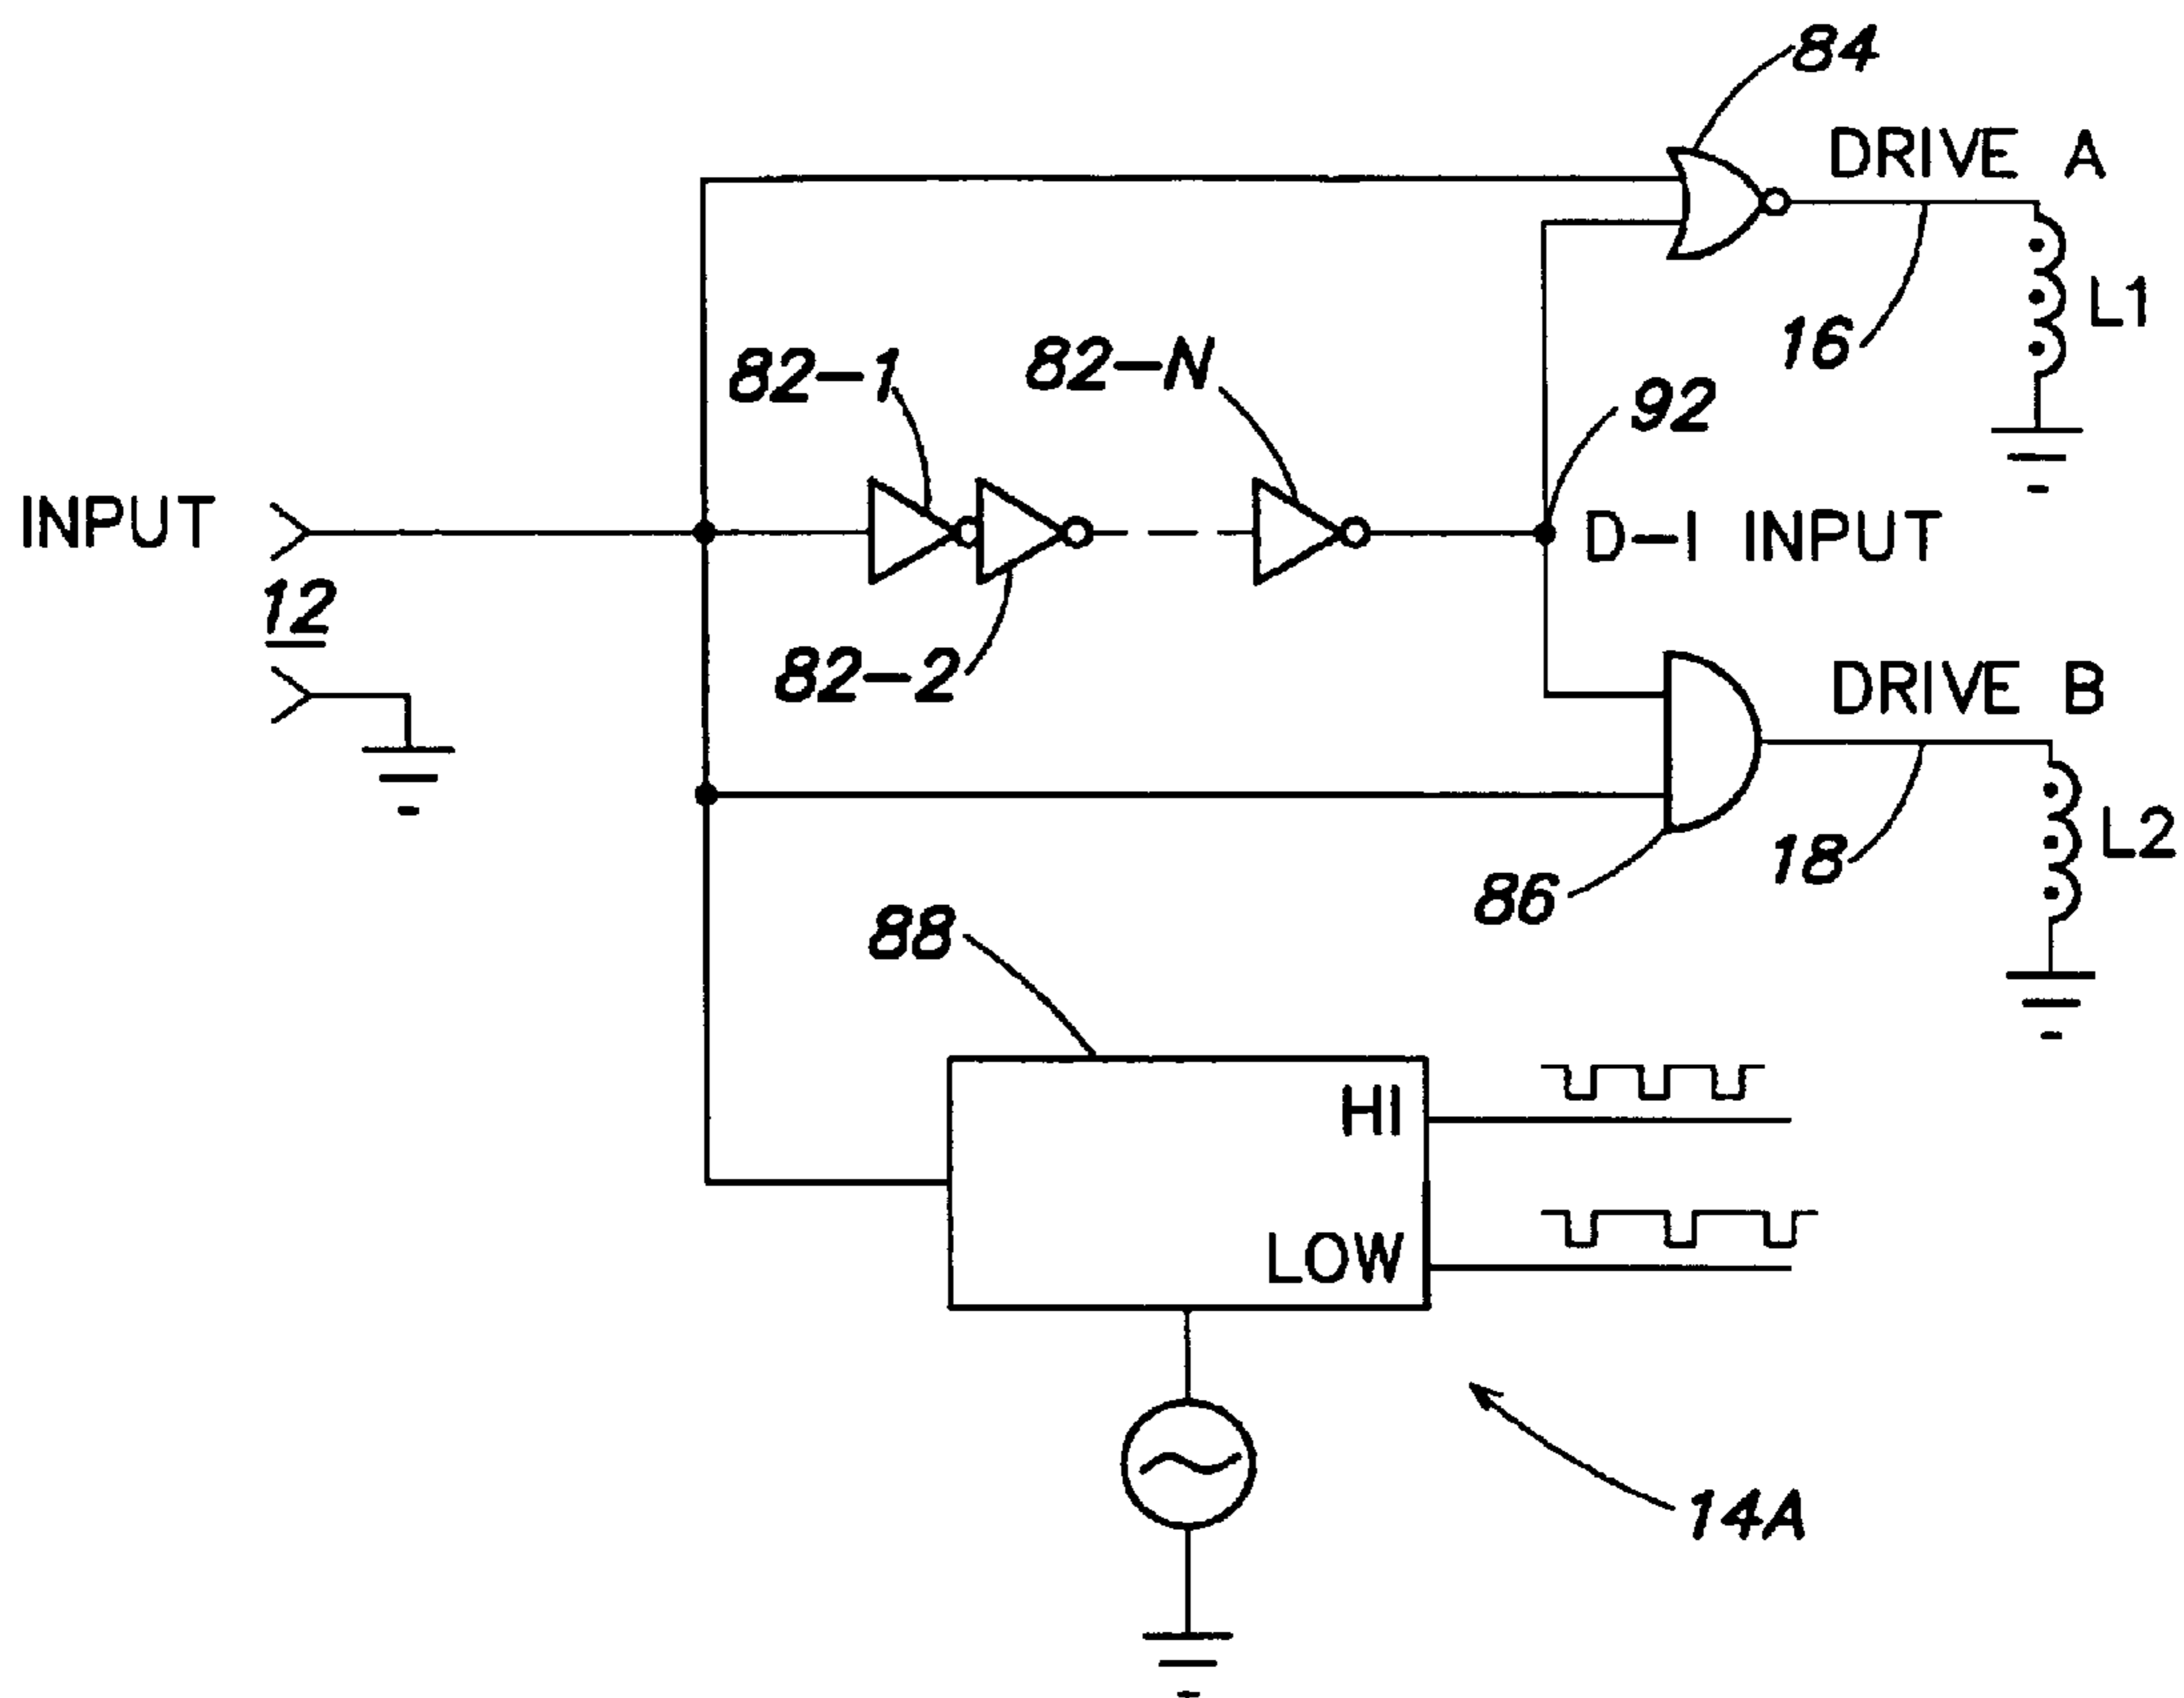 84
DRIVE A
L1
16
82-1
82-N
92
INPUT
D-I INPUT
12
82-2
DRIVE B
L2
18
86
88
HI
LOW
14A